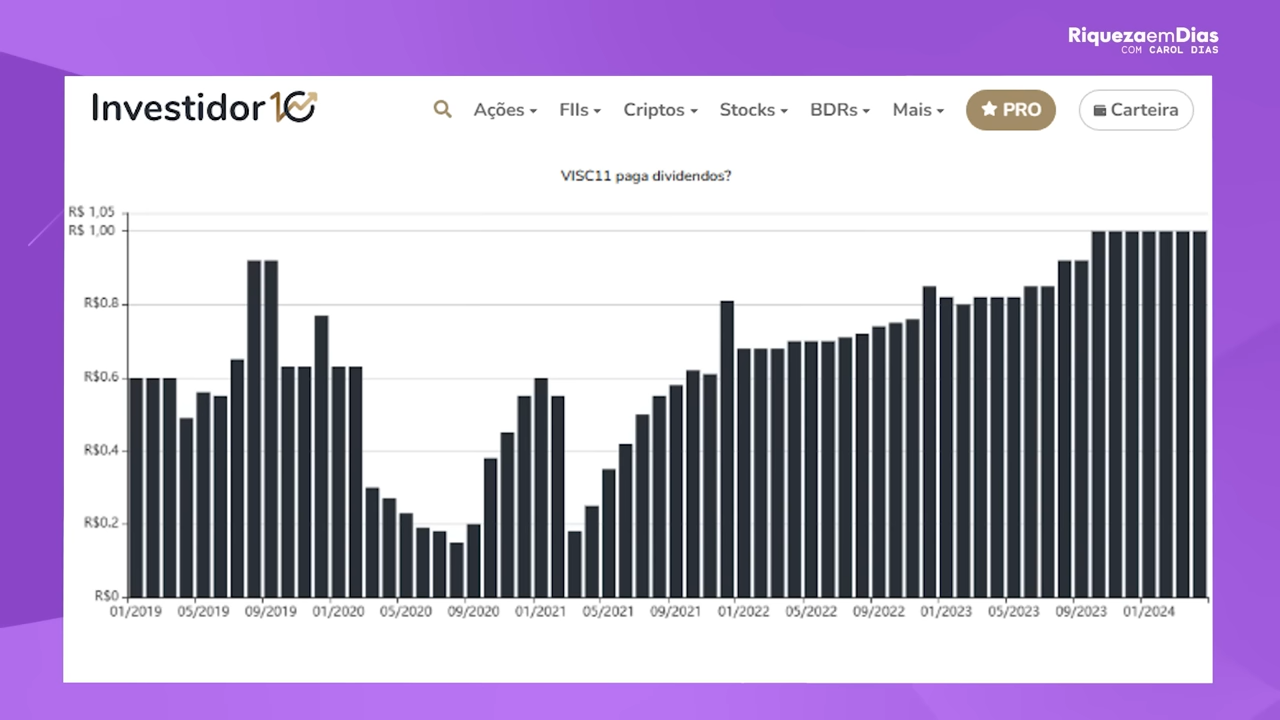 RiquezaemDias
COM CAROL DIAS
Investidor 10
Ações FIIs Criptos Stocks BDRs Mais PRO Carteira
VISC11 paga dividendos?
R$ 1,05
R$ 1,00
R$0.8
R$0.6
R$0.4
R$0.2
R$0
01/2019 05/2019 09/2019 01/2020 05/2020 09/2020 01/2021 05/2021 09/2021 01/2022 05/2022 09/2022 01/2023 05/2023 09/2023 01/2024